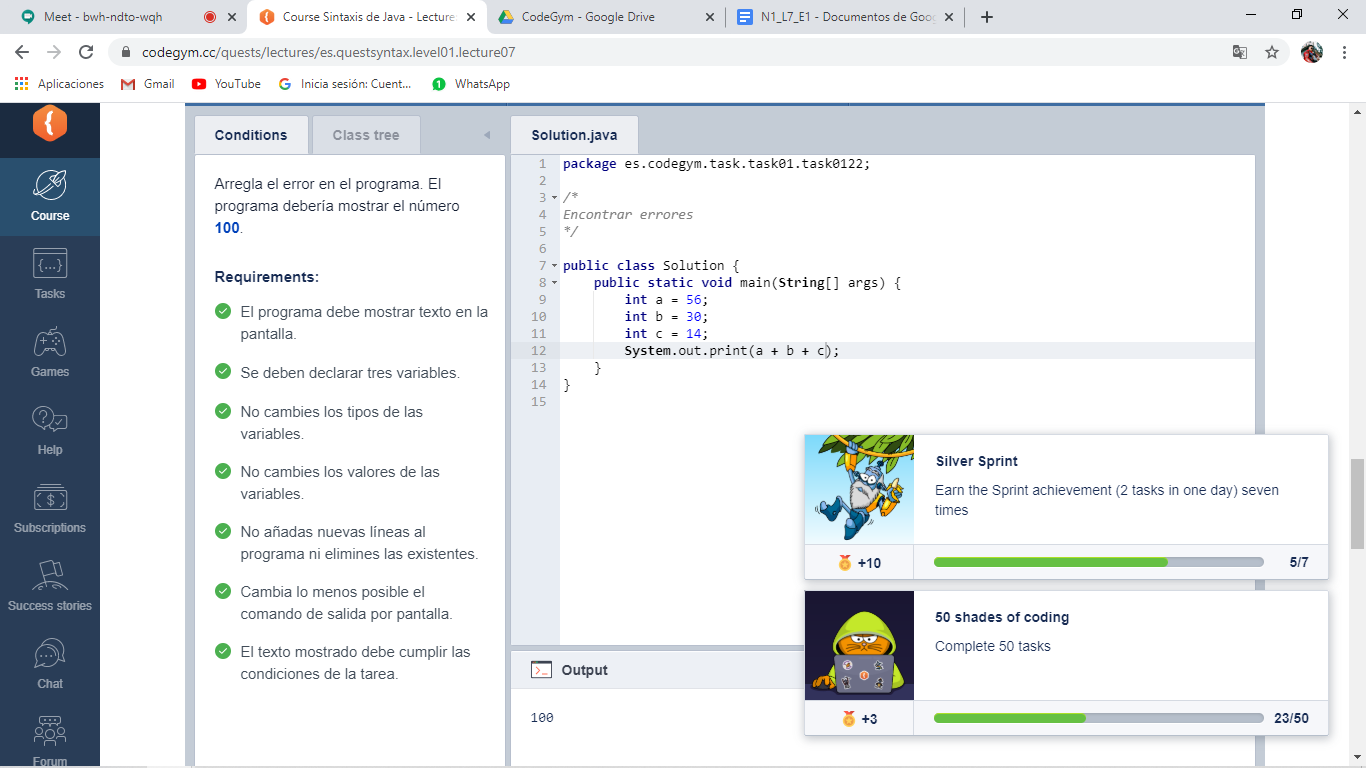 Meet - bwh-ndto-wqh
Course Sintaxis de Java - Lecture:
CodeGym - Google Drive
N1_L7_E1 - Documentos de Goog
codegym.cc/quests/lectures/es.questsyntax.level01.lecture07
Aplicaciones
Gmail
YouTube
Inicia sesión: Cuent...
1
WhatsApp
Course
Tasks
Games
Help
Subscriptions
Success stories
Chat
Forum
Conditions
Class tree
Arregla el error en el programa. El
programa debería mostrar el número
100.
Requirements:
El programa debe mostrar texto en la
pantalla.
Se deben declarar tres variables.
No cambies los tipos de las
variables.
No cambies los valores de las
variables.
No añadas nuevas líneas al
programa ni elimines las existentes.
Cambia lo menos posible el
comando de salida por pantalla.
El texto mostrado debe cumplir las
condiciones de la tarea.
Solution.java
1 package es.codegym.task.task01.task0122;
2
3 /*
4 Encontrar errores
5 */
6
7 public class Solution {
8 public static void main(String[] args) {
9 int a = 56;
10 int b = 30;
11 int c = 14;
12 System.out.print(a + b + c);
13 }
14 }
15
Output
100
Silver Sprint
Earn the Sprint achievement (2 tasks in one day) seven
times
+10
5/7
50 shades of coding
Complete 50 tasks
+3
23/50